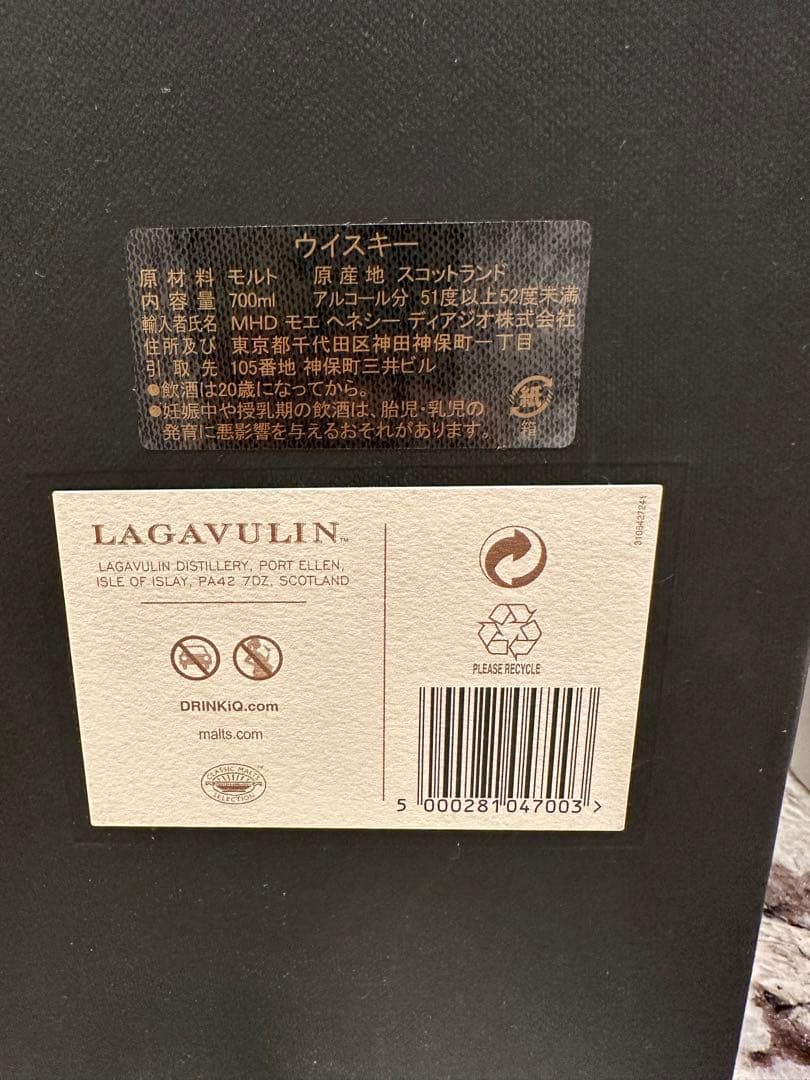 ウイスキー
原材料 モルト 原産地 スコットランド
内容量 700ml アルコール分 51度以上52度未満
輸入者氏名 MHD モエ ヘネシー ディアジオ株式会社
住所及び 東京都千代田区神田神保町一丁目
引取先 105番地 神保町三井ビル
●飲酒は20歳になってから。
●妊娠中や授乳期の飲酒は、胎児・乳児の
発育に悪影響を与えるおそれがあります。
紙
箱
LAGAVULIN™
LAGAVULIN DISTILLERY, PORT ELLEN,
ISLE OF ISLAY, PA42 7DZ, SCOTLAND
DRINKiQ.com
malts.com
CLASSIC MALTS
SELECTION
3106427241
PLEASE RECYCLE
5 000281 047003 >